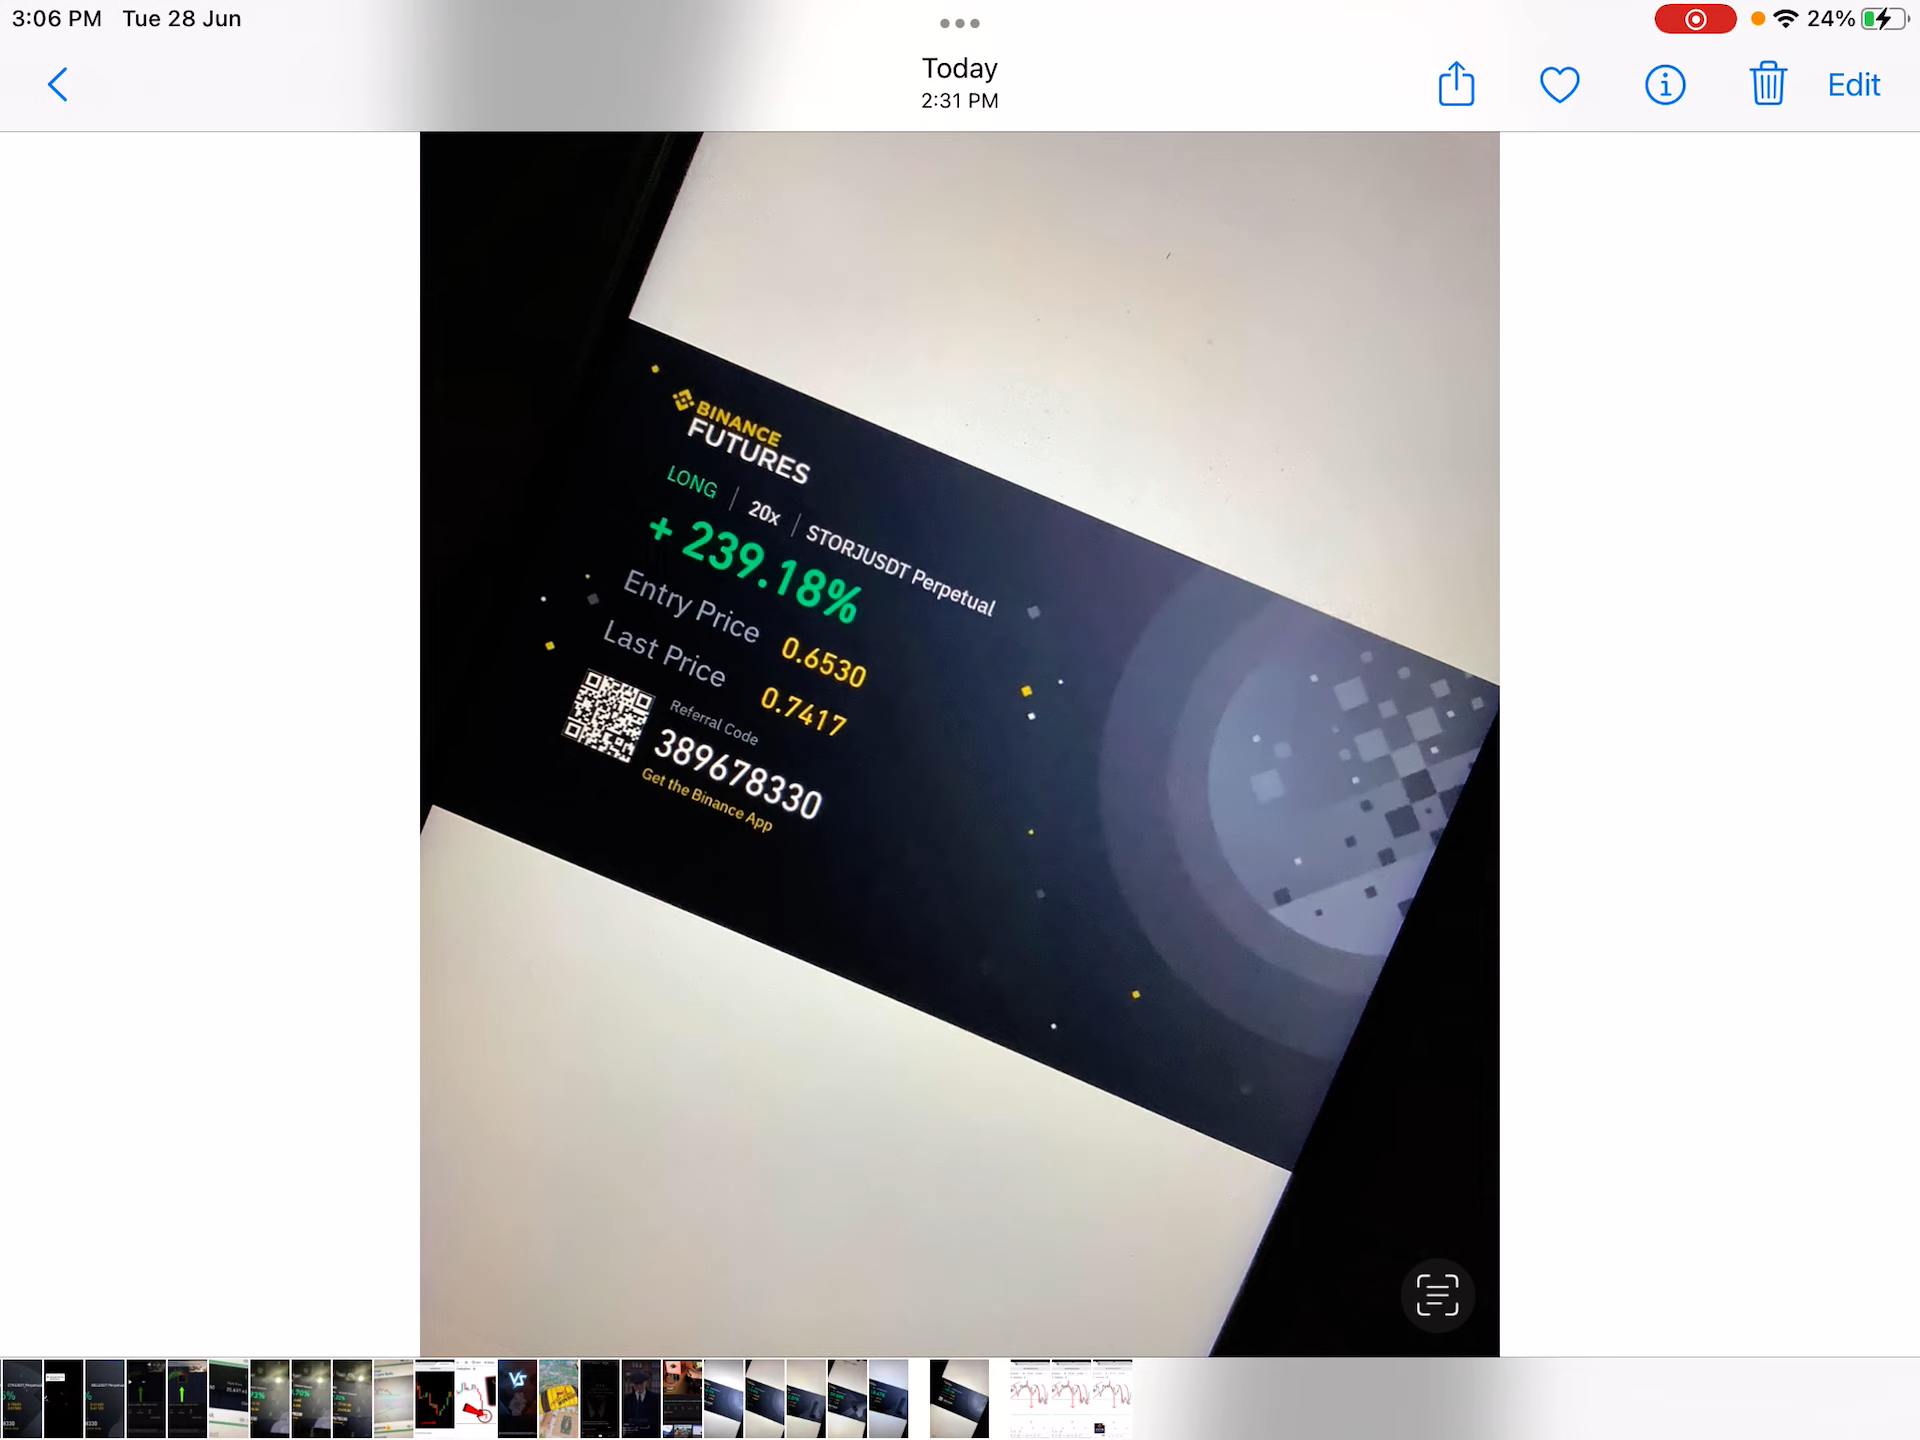 3:06 PM Tue 28 Jun
24%
Today
2:31 PM
Edit
BINANCE
FUTURES
LONG | 20x | STORJUSDT Perpetual
+ 239.18%
Entry Price 0.6530
Last Price 0.7417
Referral Code
389678330
Get the Binance App
VS